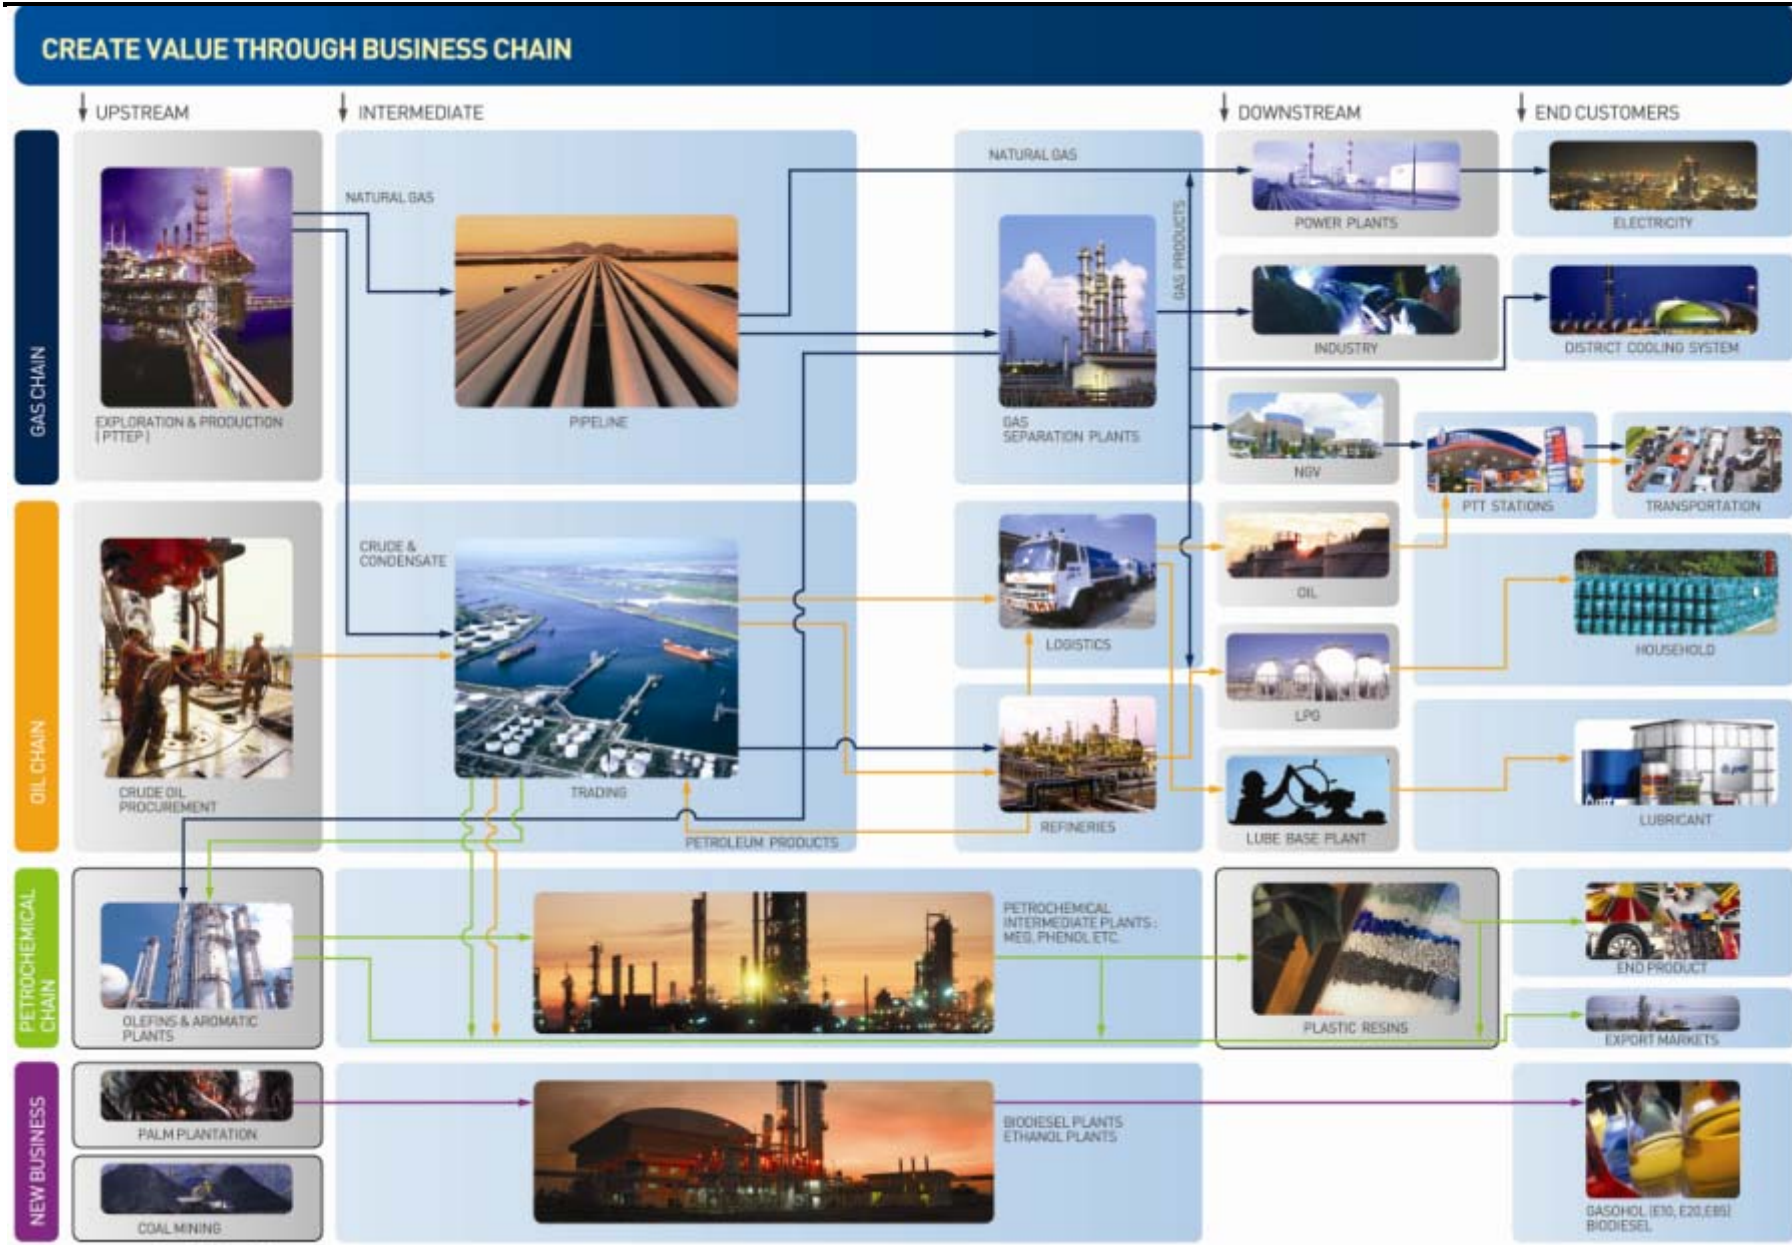 CREATE VALUE THROUGH BUSINESS CHAIN
UPSTREAM
INTERMEDIATE
DOWNSTREAM
END CUSTOMERS
GAS CHAIN
NATURAL GAS
EXPLORATION & PRODUCTION
( PTTEP )
PIPELINE
NATURAL GAS
GAS
SEPARATION PLANTS
GAS PRODUCTS
POWER PLANTS
ELECTRICITY
INDUSTRY
DISTRICT COOLING SYSTEM
NGV
PTT STATIONS
TRANSPORTATION
OIL CHAIN
CRUDE OIL
PROCUREMENT
CRUDE &
CONDENSATE
TRADING
PETROLEUM PRODUCTS
LOGISTICS
REFINERIES
OIL
HOUSEHOLD
LPG
LUBE BASE PLANT
LUBRICANT
PETROCHEMICAL
CHAIN
OLEFINS & AROMATIC
PLANTS
PETROCHEMICAL
INTERMEDIATE PLANTS :
MEG, PHENOL ETC.
PLASTIC RESINS
END PRODUCT
EXPORT MARKETS
NEW BUSINESS
PALM PLANTATION
COAL MINING
BIODIESEL PLANTS
ETHANOL PLANTS
GASOHOL (E10, E20,E85)
BIODIESEL